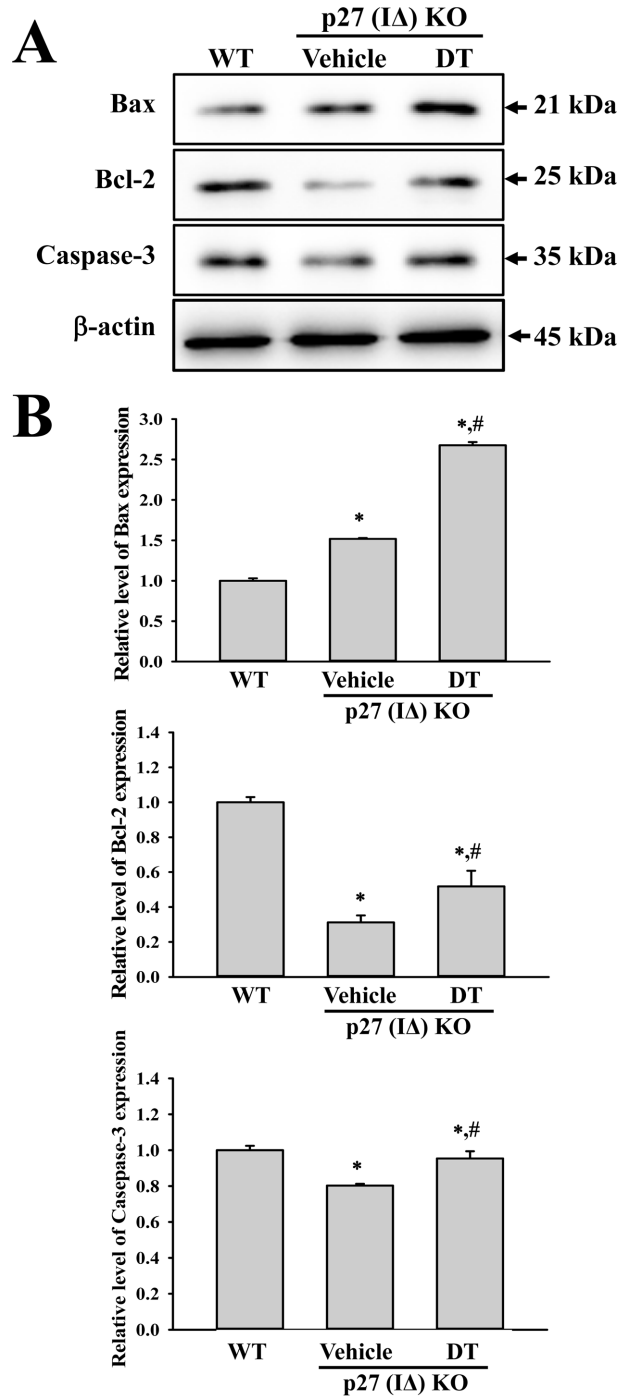 A
p27 (IΔ) KO
WT Vehicle DT
Bax 21 kDa
Bcl-2 25 kDa
Caspase-3 35 kDa
β-actin 45 kDa
B
Relative level of Bax expression
3.0
2.5
2.0
1.5
1.0
0.5
0.0
*
*,#
WT Vehicle DT
p27 (IΔ) KO
Relative level of Bcl-2 expression
1.4
1.2
1.0
0.8
0.6
0.4
0.2
0.0
*
*,#
WT Vehicle DT
p27 (IΔ) KO
Relative level of Casepase-3 expression
1.4
1.2
1.0
0.8
0.6
0.4
0.2
0.0
*
*,#
WT Vehicle DT
p27 (IΔ) KO